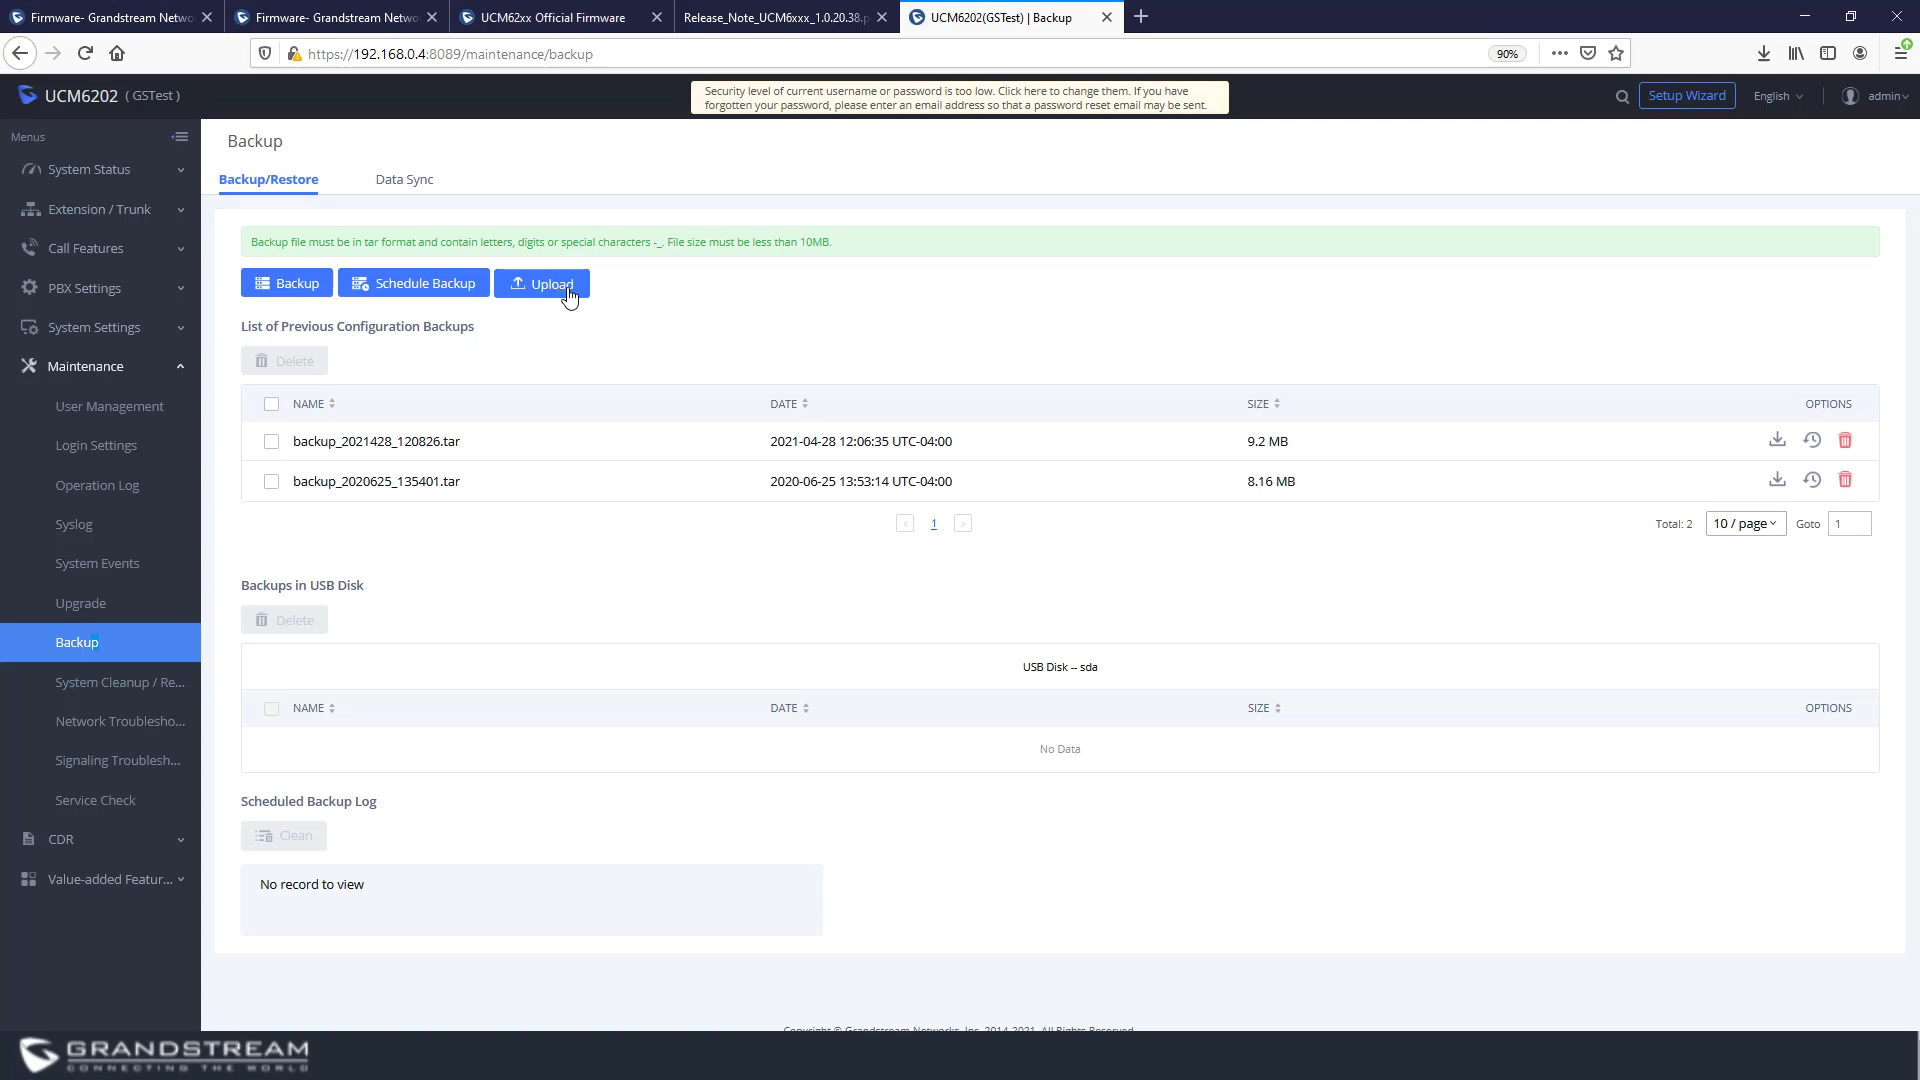 Firmware- Grandstream Netwo
Firmware- Grandstream Netwo
UCM62xx Official Firmware
Release_Note_UCM6xxx_1.0.20.38.p
UCM6202(GSTest) | Backup
https://192.168.0.4:8089/maintenance/backup
90%
UCM6202 ( GSTest )
Security level of current username or password is too low. Click here to change them. If you have
forgotten your password, please enter an email address so that a password reset email may be sent.
Setup Wizard
English
admin
Menus
System Status
Extension / Trunk
Call Features
PBX Settings
System Settings
Maintenance
User Management
Login Settings
Operation Log
Syslog
System Events
Upgrade
Backup
System Cleanup / Re...
Network Troublesho...
Signaling Troublesh...
Service Check
CDR
Value-added Featur...
Backup
Backup/Restore
Data Sync
Backup file must be in tar format and contain letters, digits or special characters -_. File size must be less than 10MB.
Backup
Schedule Backup
Upload
List of Previous Configuration Backups
Delete
NAME DATE SIZE OPTIONS
backup_2021428_120826.tar 2021-04-28 12:06:35 UTC-04:00 9.2 MB
backup_2020625_135401.tar 2020-06-25 13:53:14 UTC-04:00 8.16 MB
< 1 >
Total: 2 10 / page Goto 1
Backups in USB Disk
Delete
USB Disk -- sda
NAME DATE SIZE OPTIONS
No Data
Scheduled Backup Log
Clean
No record to view
Copyright © Grandstream Networks, Inc. 2014-2021. All Rights Reserved.
GRANDSTREAM
CONNECTING THE WORLD